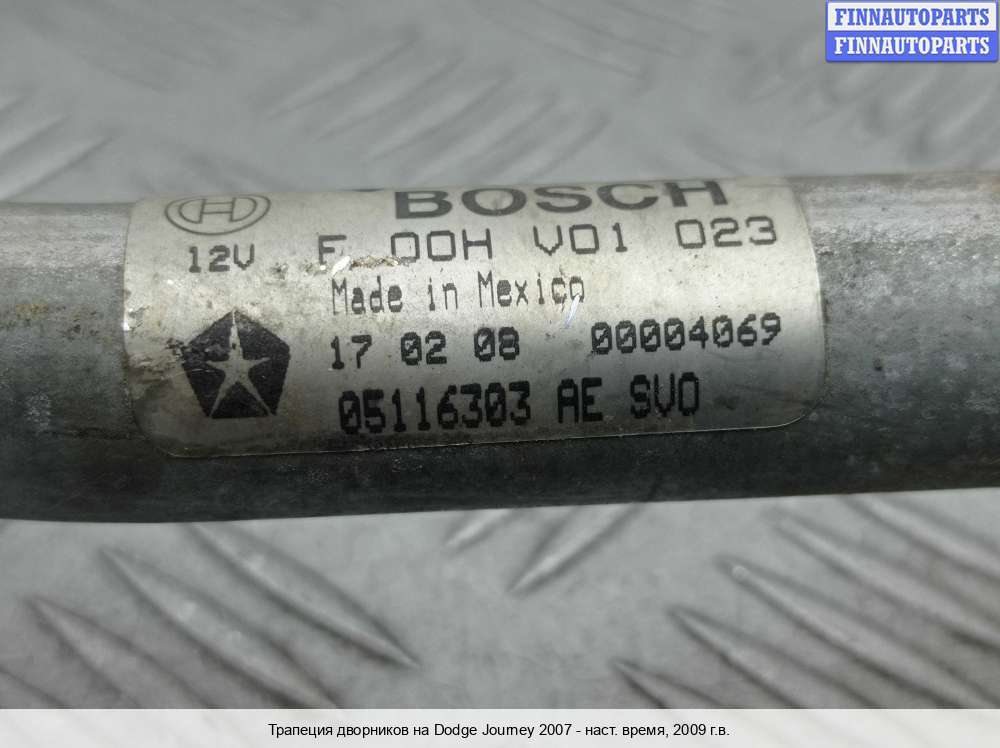 FINNAUTOPARTS
FINNAUTOPARTS
BOSCH
12V F 00H V01 023
Made in Mexico
17 02 08 00004069
05116303 AE SVO
Трапеция дворников на Dodge Journey 2007 - наст. время, 2009 г.в.